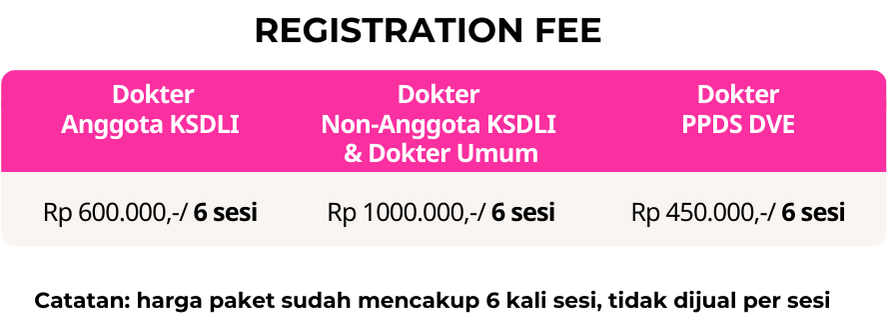 REGISTRATION FEE
Dokter
Anggota KSDLI
Dokter
Non-Anggota KSDLI
& Dokter Umum
Dokter
PPDS DVE
Rp 600.000,-/ 6 sesi
Rp 1000.000,-/ 6 sesi
Rp 450.000,-/ 6 sesi
Catatan: harga paket sudah mencakup 6 kali sesi, tidak dijual per sesi